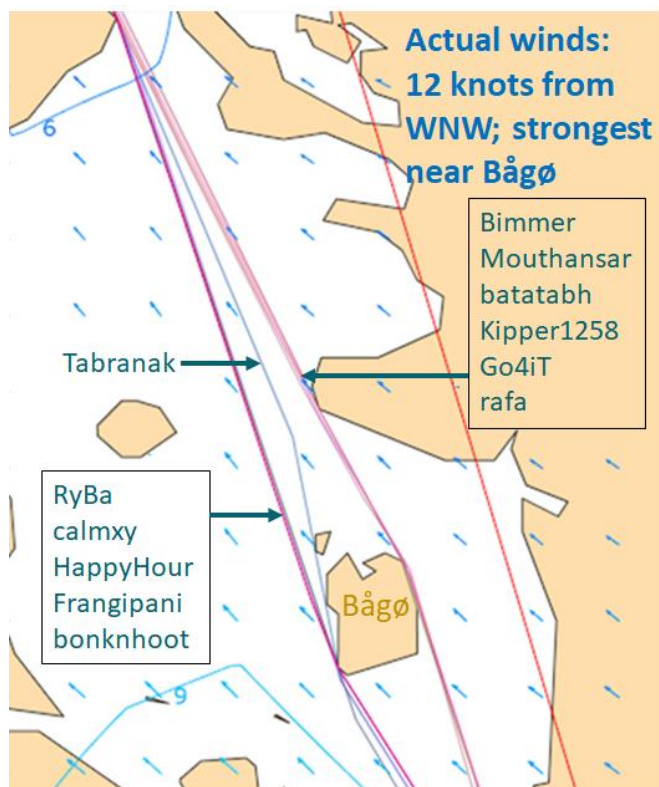 Actual winds:
12 knots from
WNW; strongest
near Bågø
6
Bimmer
Mouthansar
batatabh
Kipper1258
Go4iT
rafa
Tabranak
RyBa
calmxy
HappyHour
Frangipani
bonknhoot
Bågø
9